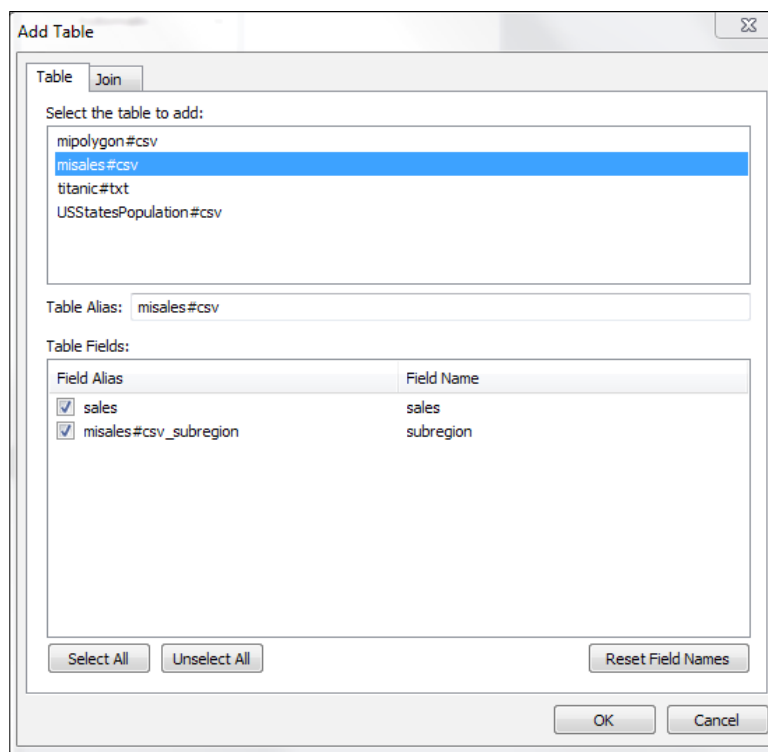 Add Table
Table Join
Select the table to add:
mipolygon#csv
misales#csv
titanic#txt
USStatesPopulation#csv
Table Alias: misales#csv
Table Fields:
Field Alias Field Name
sales sales
misales#csv_subregion subregion
Select All Unselect All Reset Field Names
OK Cancel